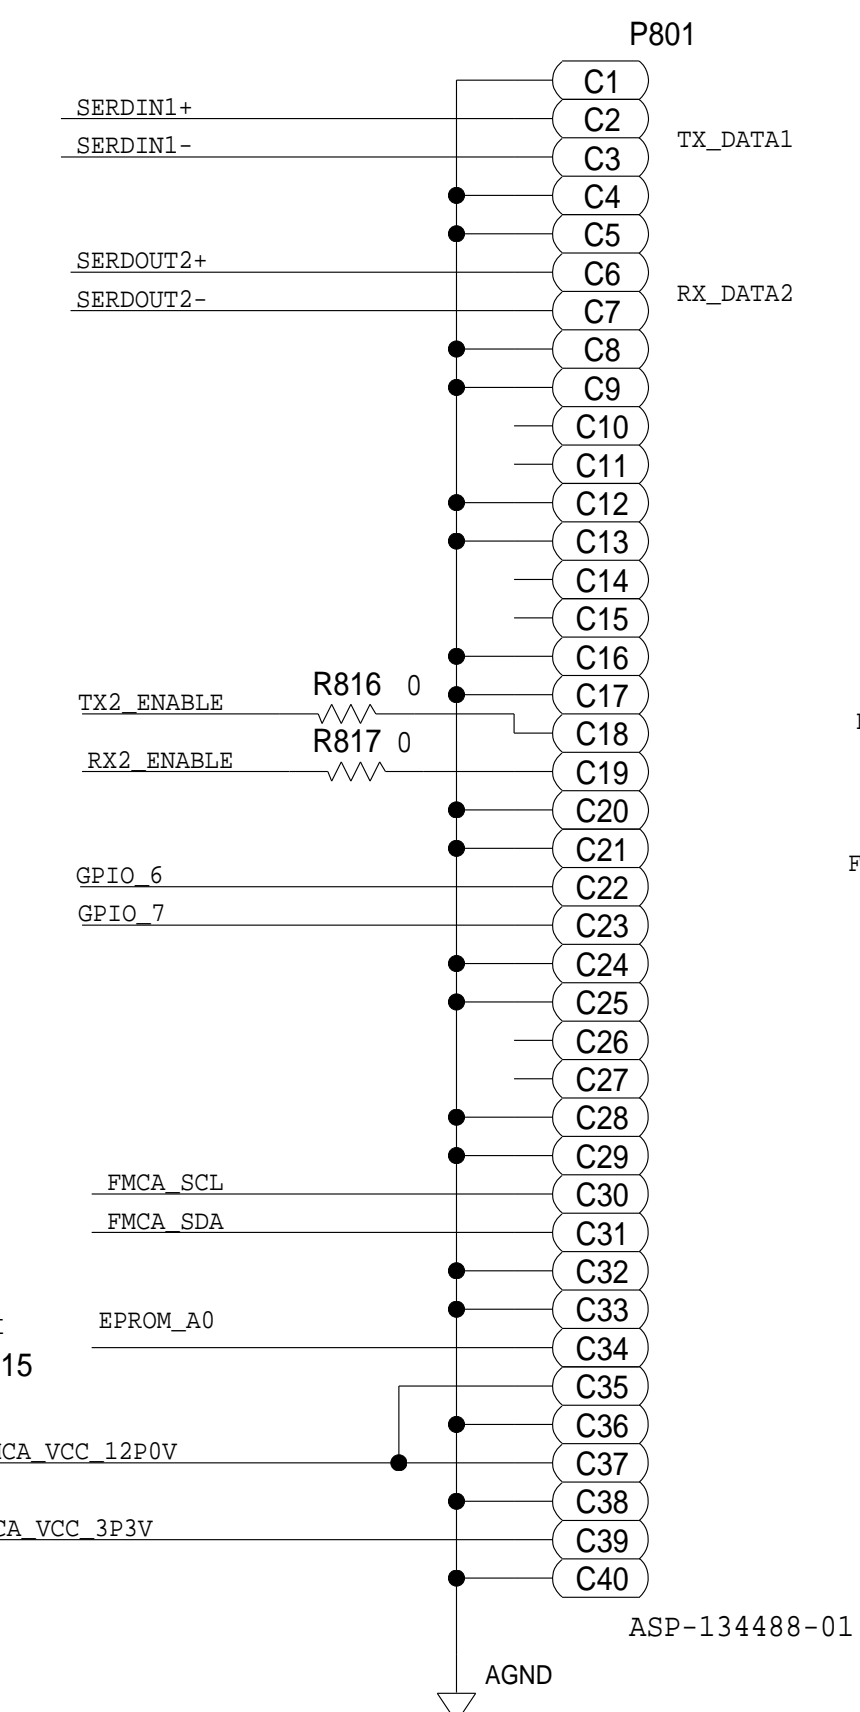 P801
C1
SERDIN1+
C2
SERDIN1-
C3
TX_DATA1
C4
C5
SERDOUT2+
C6
SERDOUT2-
C7
RX_DATA2
C8
C9
C10
C11
C12
C13
C14
C15
C16
R816 0
C17
TX2_ENABLE
C18
R817 0
RX2_ENABLE
C19
C20
C21
GPIO_6
C22
F
GPIO_7
C23
C24
C25
C26
C27
C28
C29
FMCA_SCL
C30
FMCA_SDA
C31
C32
C33
EPROM_A0
C34
15
C35
C36
CA_VCC_12P0V
C37
C38
CA_VCC_3P3V
C39
C40
ASP-134488-01
AGND